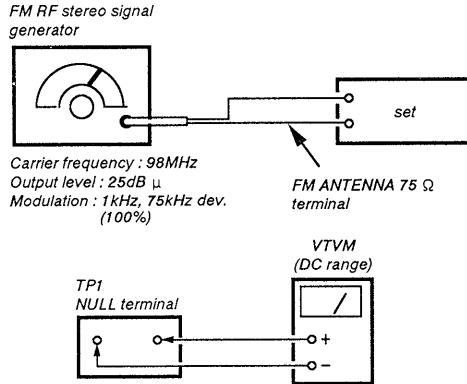 FM RF stereo signal
generator
set
Carrier frequency : 98MHz
Output level : 25dB μ
Modulation : 1kHz, 75kHz dev.
(100%)
FM ANTENNA 75 Ω
terminal
VTVM
(DC range)
TP1
NULL terminal
+
−